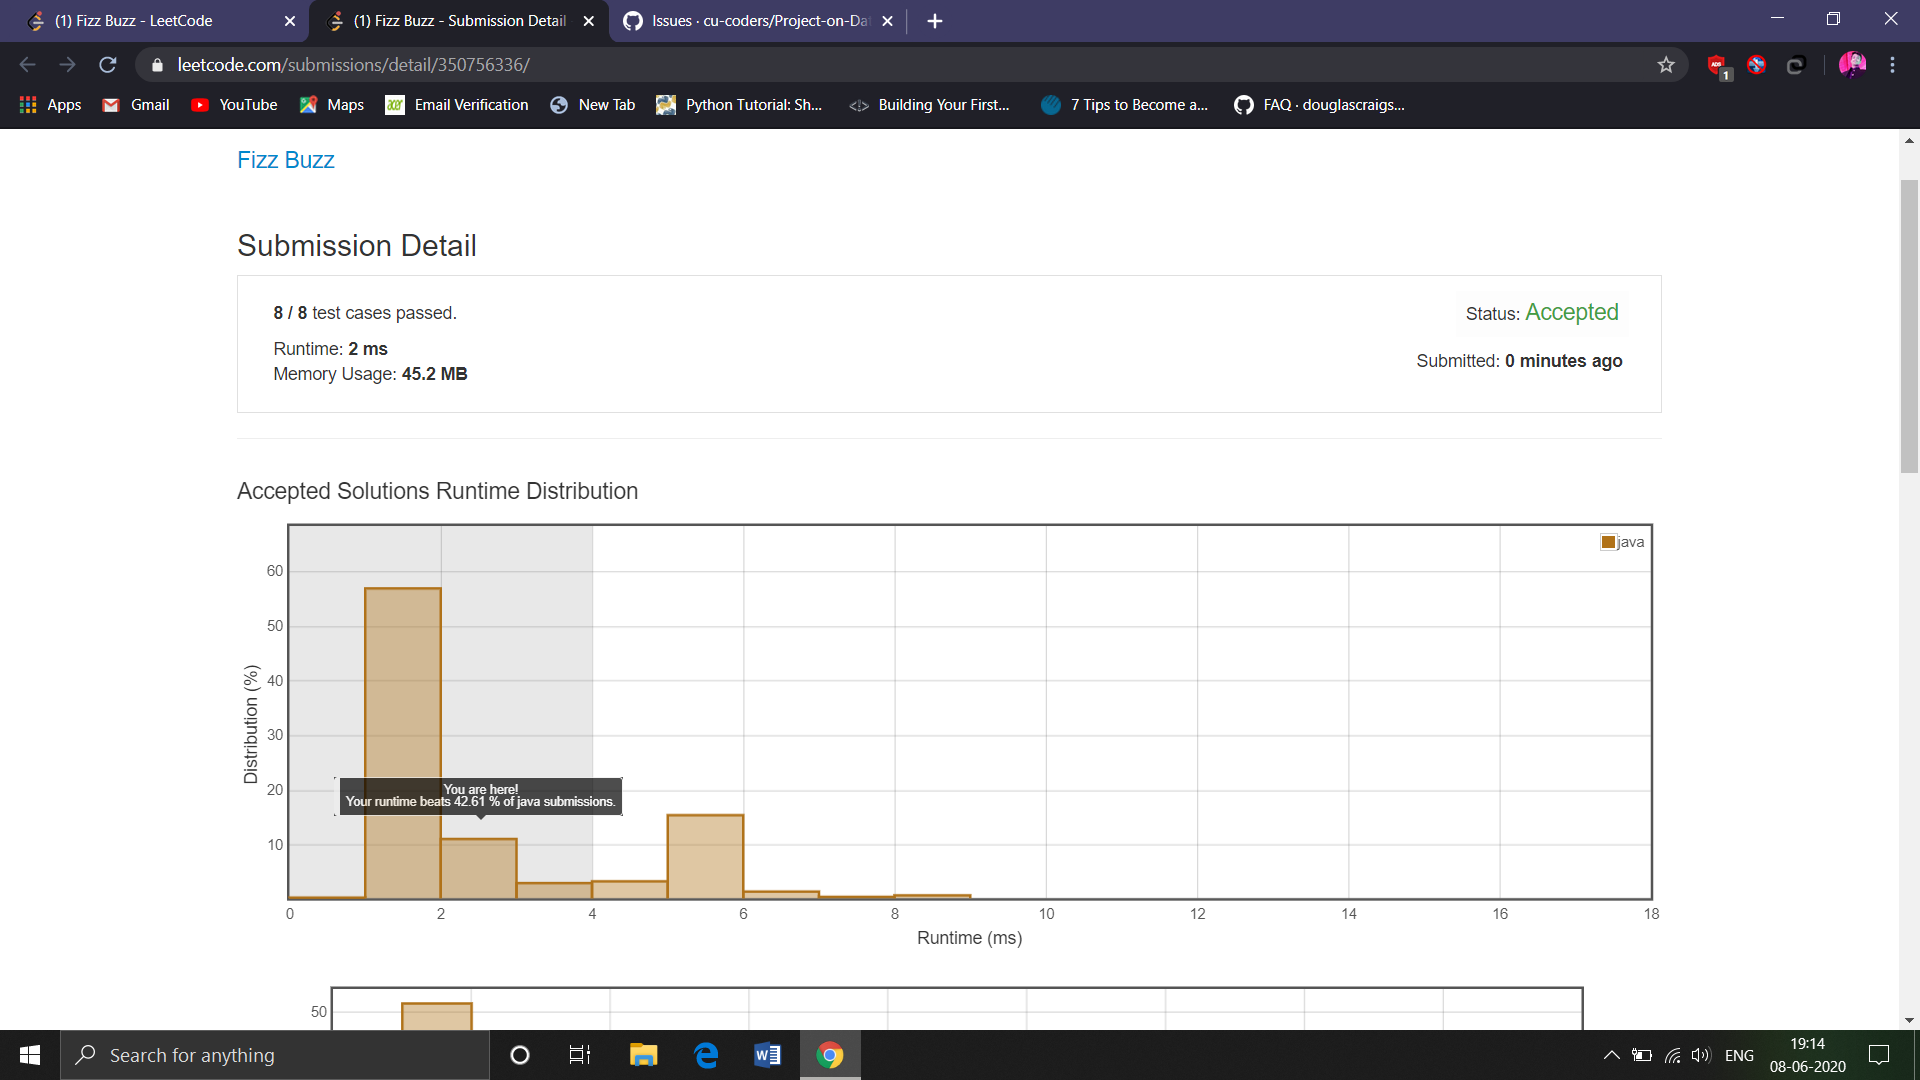 (1) Fizz Buzz - LeetCode
(1) Fizz Buzz - Submission Detail
Issues · cu-coders/Project-on-Da
leetcode.com/submissions/detail/350756336/
ABP
1
Apps
Gmail
YouTube
Maps
acer
Email Verification
New Tab
Python Tutorial: Sh...
Building Your First...
7 Tips to Become a...
FAQ · douglascraigs...
Fizz Buzz
Submission Detail
8 / 8 test cases passed.
Status: Accepted
Runtime: 2 ms
Submitted: 0 minutes ago
Memory Usage: 45.2 MB
Accepted Solutions Runtime Distribution
java
60
50
40
30
20
10
Distribution (%)
You are here!
Your runtime beats 42.61 % of java submissions.
0 2 4 6 8 10 12 14 16 18
Runtime (ms)
50
Search for anything
ENG
19:14
08-06-2020